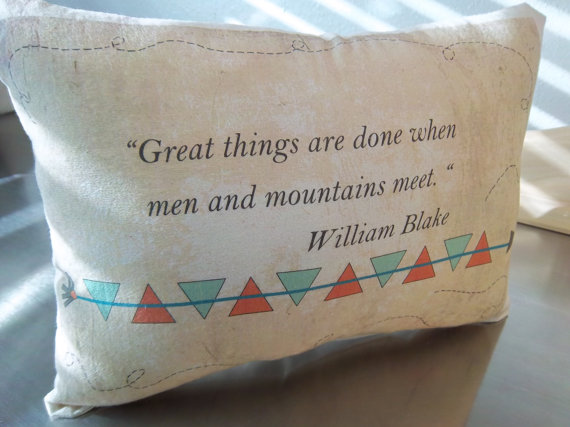 “Great things are done when
men and mountains meet. “
William Blake